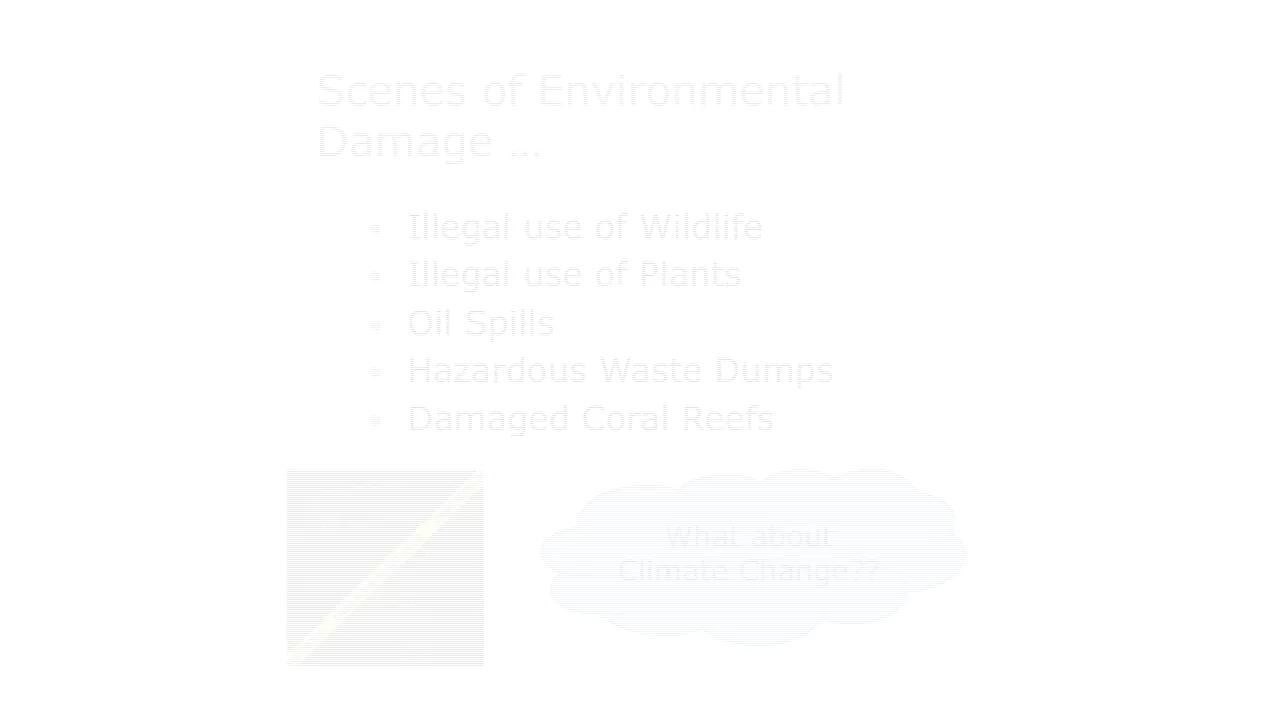 Scenes of Environmental
Damage ...
• Illegal use of Wildlife
• Illegal use of Plants
• Oil Spills
• Hazardous Waste Dumps
• Damaged Coral Reefs
What about
Climate Change??